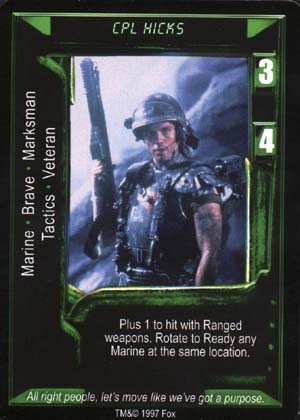 CPL HICKS
3
4
Marine • Brave • Marksman
Tactics • Veteran
Plus 1 to hit with Ranged
weapons. Rotate to Ready any
Marine at the same location.
All right people, let's move like we've got a purpose.
TM&© 1997 Fox